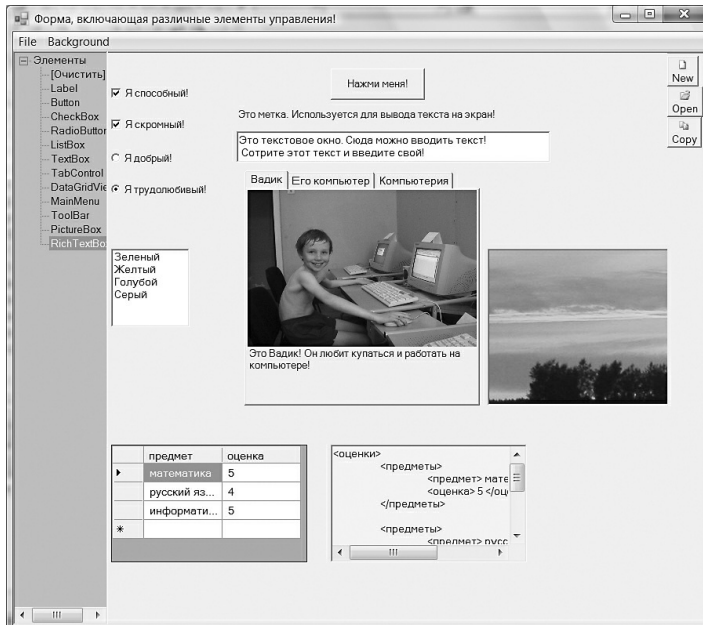 Форма, включающая различные элементы управления!
File Background
Элементы
[Очистить]
Label
Button
CheckBox
RadioButton
ListBox
TextBox
TabControl
DataGridVie
MainMenu
ToolBar
PictureBox
RichTextBo
Я способный!
Я скромный!
Я добрый!
Я трудолюбивый!
Нажми меня!
Это метка. Используется для вывода текста на экран!
Это текстовое окно. Сюда можно вводить текст!
Сотрите этот текст и введите свой!
New
Open
Copy
Вадик Его компьютер Компьютерия
Это Вадик! Он любит купаться и работать на
компьютере!
Зеленый
Желтый
Голубой
Серый
предмет оценка
математика 5
русский яз... 4
информати... 5
<оценки>
<предметы>
<предмет> мате
<оценка> 5 </оц
</предметы>
<предметы>
<предмет> русс